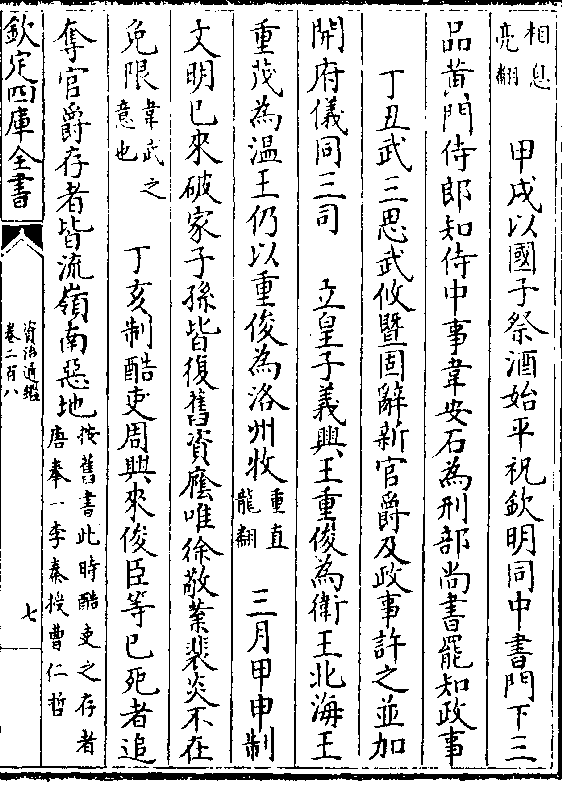 相息
亮翻
甲戌以國子祭酒始平祝欽明同中書門下三
品黄門侍郎知侍中事韋安石為刑部尚書罷知政事
丁丑武三思武攸暨固辭新官爵及政事許之並加
開府儀同三司　立皇子義興王重俊為衛王北海王
重茂為温王仍以重俊為洛州牧
重直
龍翻
三月甲申制
文明已來破家子孫皆復舊資廕唯徐敬業裴炎不在
免限
韋武之
意也
丁亥制酷吏周興來俊臣等已死者追
奪官爵存者皆流嶺南惡地
按舊書此時酷吏之存者
唐奉一李秦授曹仁哲
欽定四庫全書
資治通鑑
卷二百八
七